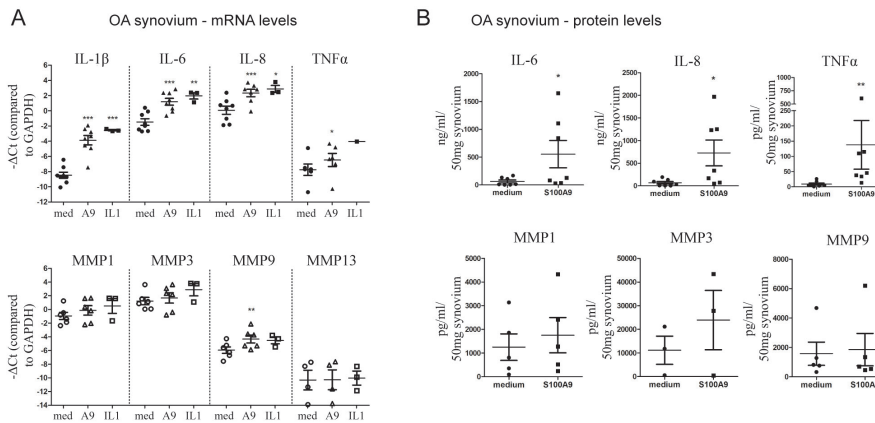 A
OA synovium - mRNA levels
IL-1β IL-6 IL-8 TNFα
-ΔCt (compared
to GAPDH)
6
4
2
0
-2
-4
-6
-8
-10
-12
*** *** *** ** *** * *
med A9 IL1 med A9 IL1 med A9 IL1 med A9 IL1
MMP1 MMP3 MMP9 MMP13
-ΔCt (compared
to GAPDH)
6
4
2
0
-2
-4
-6
-8
-10
-12
-14
**
med A9 IL1 med A9 IL1 med A9 IL1 med A9 IL1
B
OA synovium - protein levels
IL-6
ng/ml/
50mg synovium
2000
1500
1000
500
0
*
medium S100A9
IL-8
ng/ml/
50mg synovium
2500
2000
1500
1000
500
0
*
medium S100A9
TNFα
pg/ml/
50mg synovium
1500
1000
500
250
200
150
100
50
0
**
medium S100A9
MMP1
pg/ml/
50mg synovium
5000
4000
3000
2000
1000
0
medium S100A9
MMP3
pg/ml/
50mg synovium
50000
40000
30000
20000
10000
0
medium S100A9
MMP9
pg/ml/
50mg synovium
8000
6000
4000
2000
0
medium S100A9